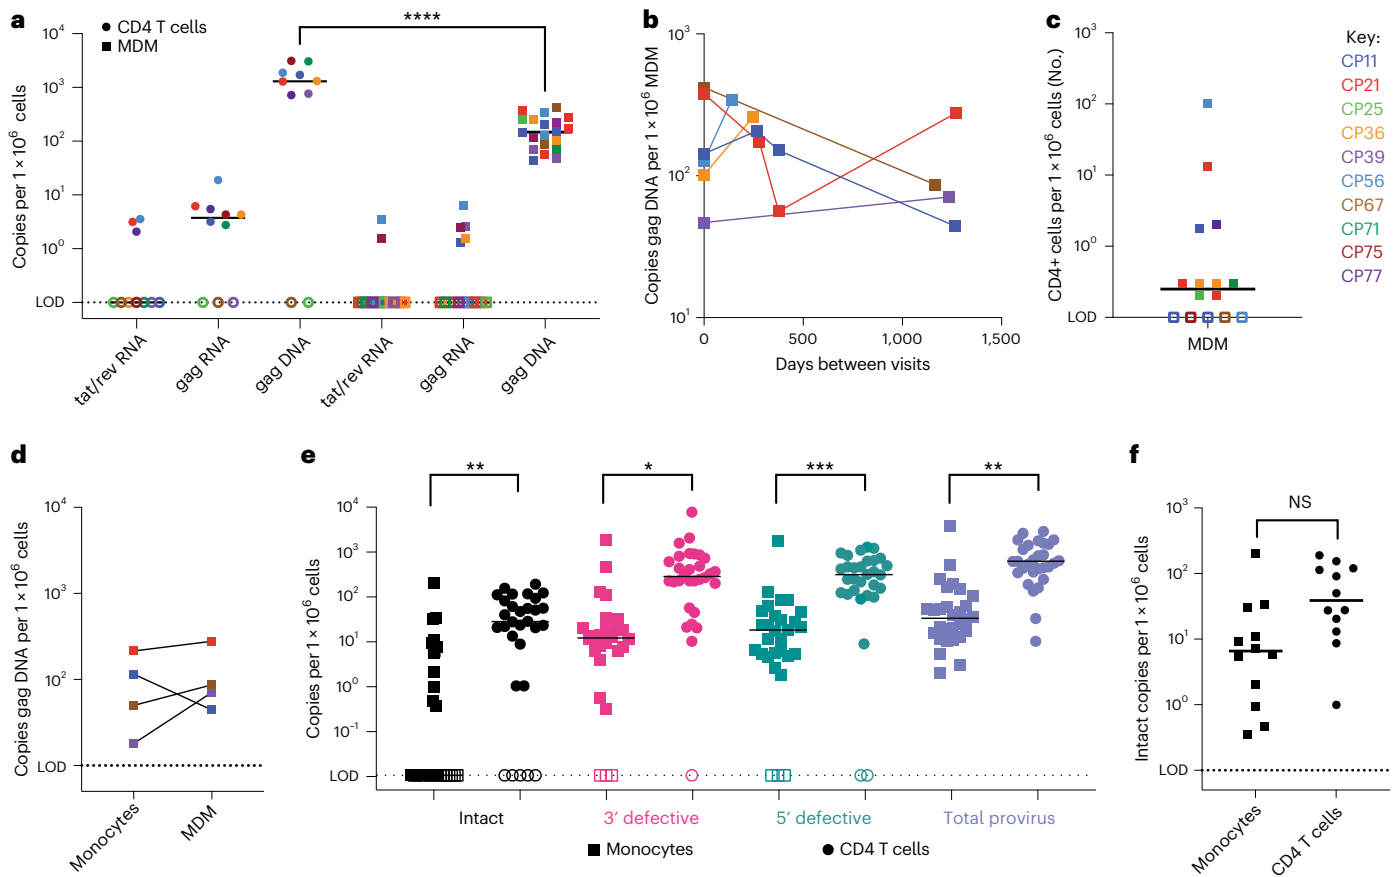 a
CD4 T cells
MDM
****
Copies per 1 × 10⁶ cells
10⁴
10³
10²
10¹
10⁰
LOD
tat/rev RNA
gag RNA
gag DNA
tat/rev RNA
gag RNA
gag DNA
b
Copies gag DNA per 1 × 10⁶ MDM
10³
10²
10¹
0
500
1,000
1,500
Days between visits
c
CD4+ cells per 1 × 10⁶ cells (No.)
10³
10²
10¹
10⁰
LOD
MDM
Key:
CP11
CP21
CP25
CP36
CP39
CP56
CP67
CP71
CP75
CP77
d
Copies gag DNA per 1 × 10⁶ cells
10⁴
10³
10²
LOD
Monocytes
MDM
e
Copies per 1 × 10⁶ cells
10⁴
10³
10²
10¹
10⁰
10⁻¹
LOD
**
*
***
**
Intact
3′ defective
5′ defective
Total provirus
Monocytes
CD4 T cells
f
Intact copies per 1 × 10⁶ cells
10³
10²
10¹
10⁰
LOD
NS
Monocytes
CD4 T cells